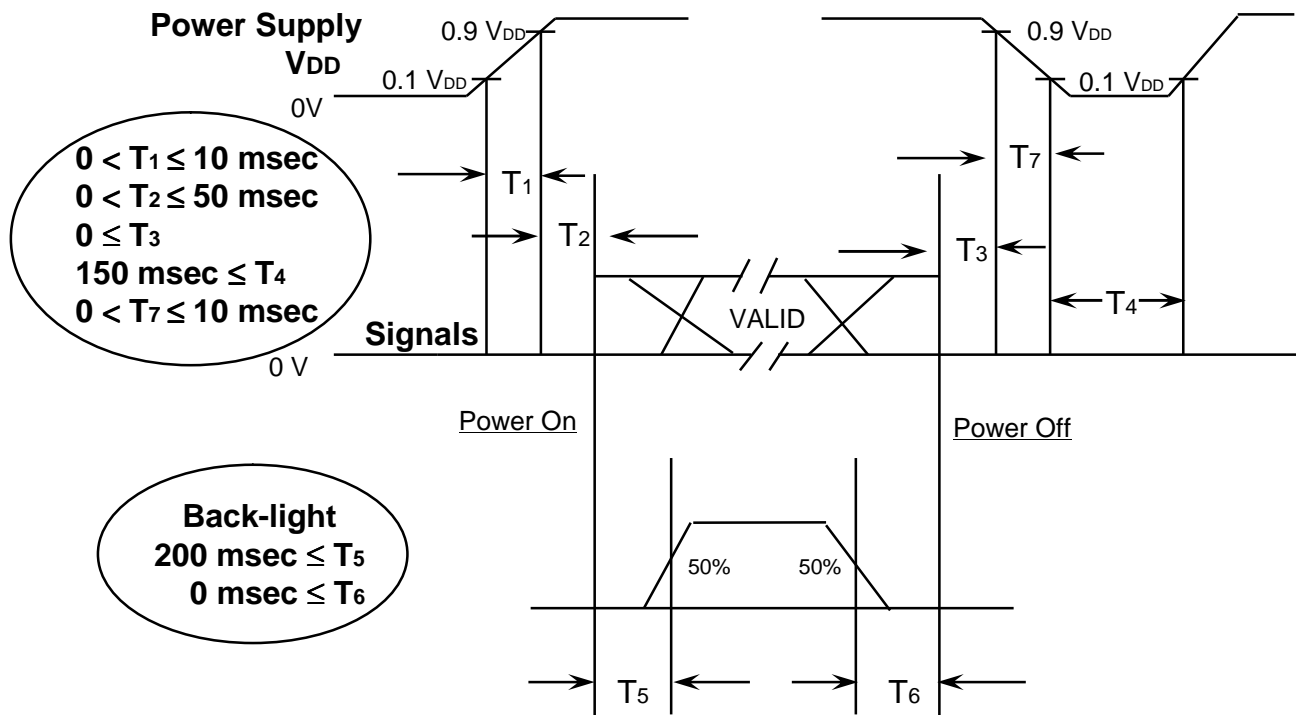 Power Supply
VDD
0.9 VDD
0.1 VDD
0V
0.9 VDD
0.1 VDD
0 < T1 ≤ 10 msec
0 < T2 ≤ 50 msec
0 ≤ T3
150 msec ≤ T4
0 < T7 ≤ 10 msec
T1
T2
T7
T3
T4
VALID
Signals
0 V
Power On
Power Off
Back-light
200 msec ≤ T5
0 msec ≤ T6
50%
50%
T5
T6